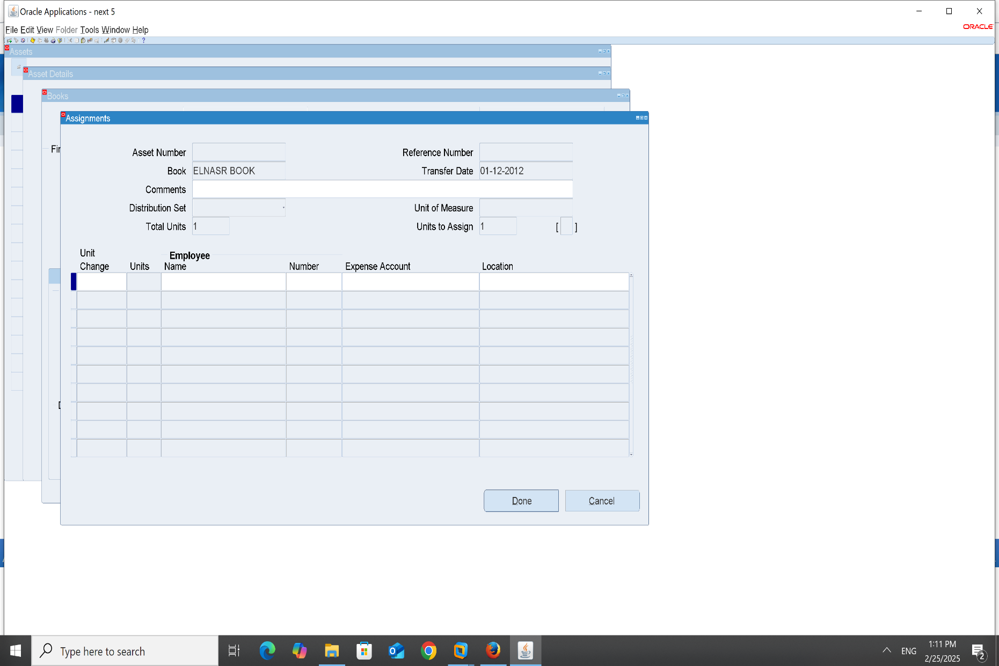 Oracle Applications - next 5
File Edit View Folder Tools Window Help
ORACLE
Assets
Asset Details
Books
Assignments
Fir
Asset Number
Reference Number
Book ELNASR BOOK
Transfer Date 01-12-2012
Comments
Distribution Set
Unit of Measure
Total Units 1
Units to Assign 1
[ ]
Unit Change
Units
Employee
Name
Number
Expense Account
Location
Done
Cancel
Type here to search
ENG
1:11 PM
2/25/2025
2